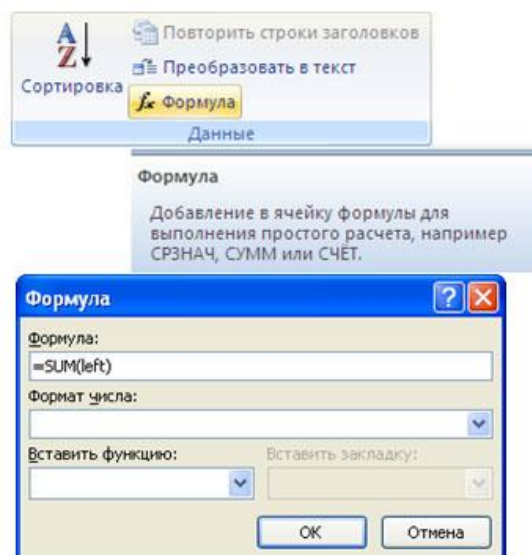 А
Я
Сортировка
Повторить строки заголовков
Преобразовать в текст
fx Формула
Данные
Формула
Добавление в ячейку формулы для
выполнения простого расчета, например
СРЗНАЧ, СУММ или СЧЁТ.
Формула
Формула:
=SUM(left)
Формат числа:
Вставить функцию:
Вставить закладку:
ОК
Отмена